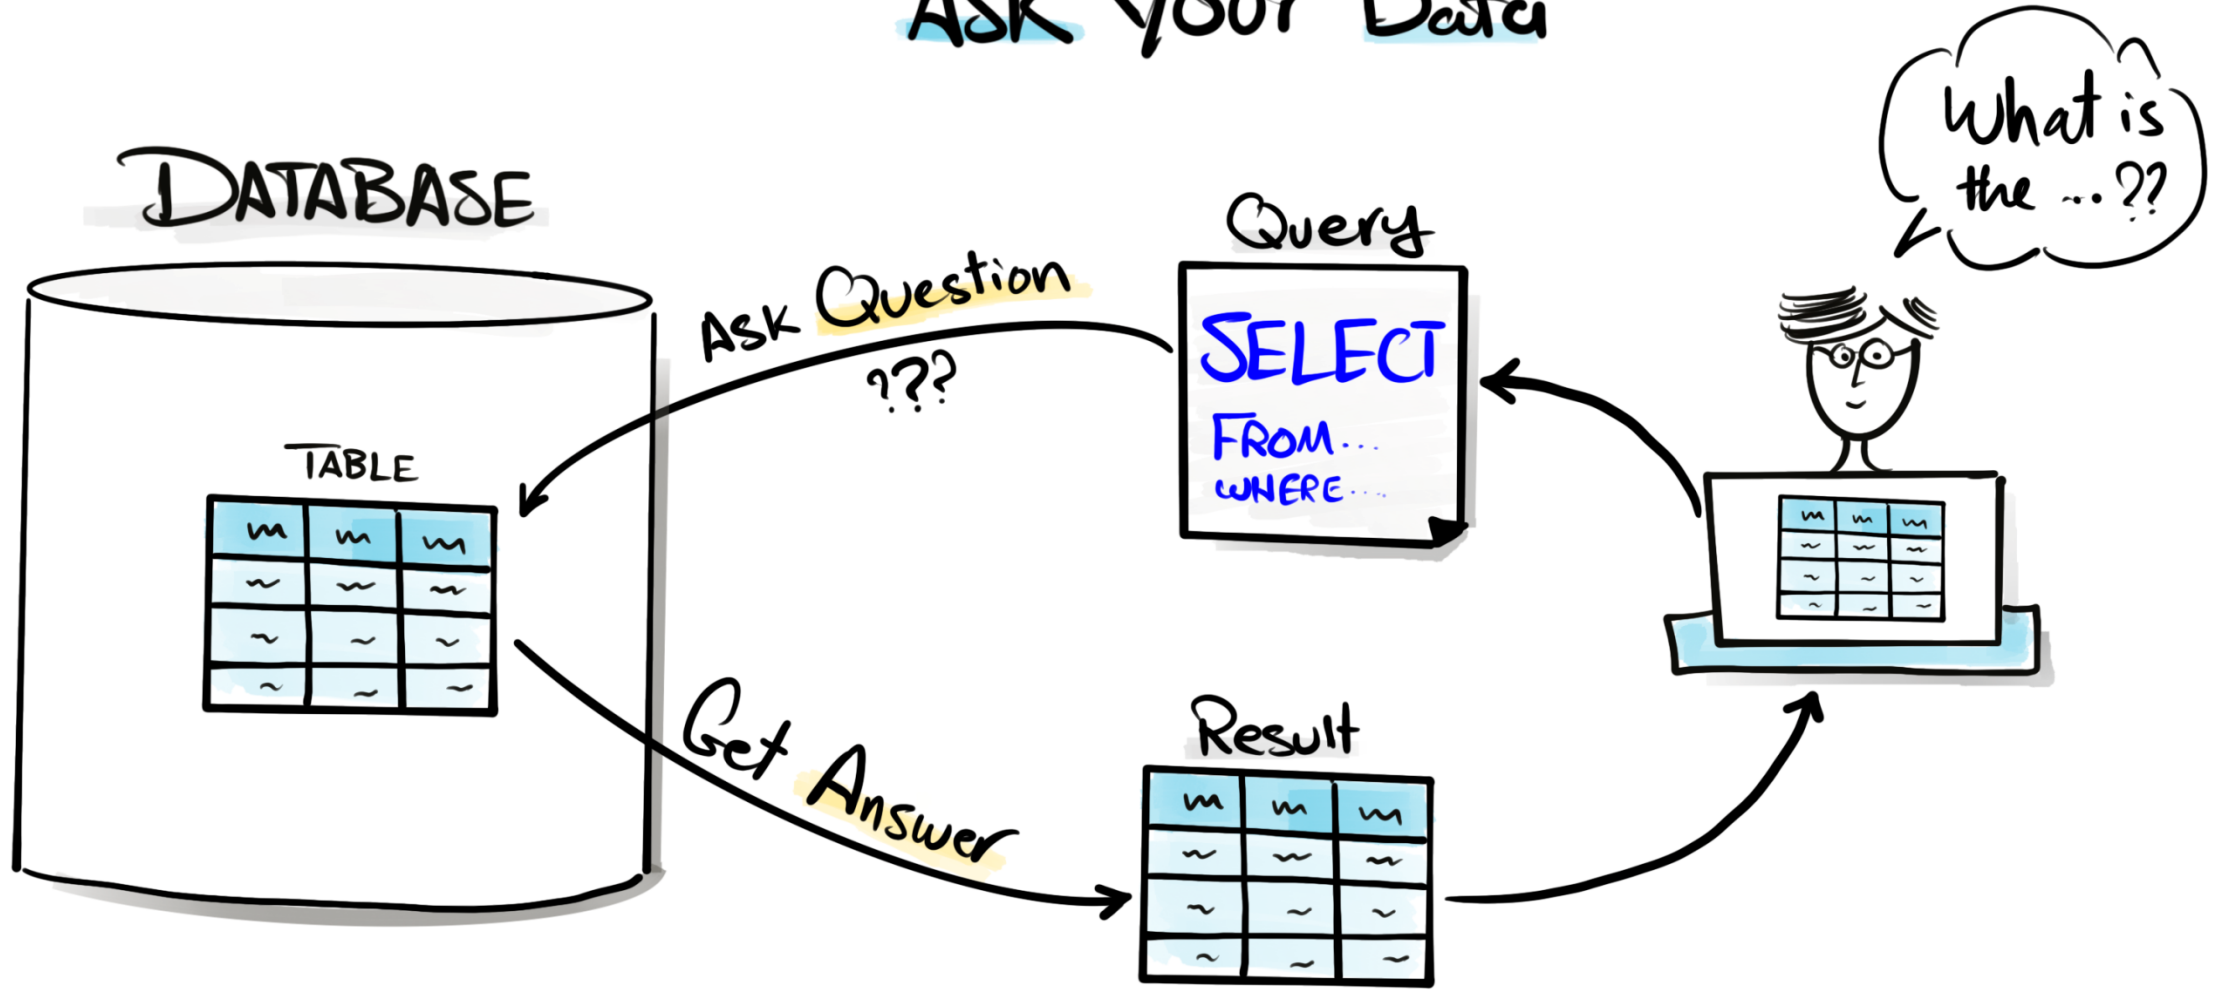 Ask Your Data
What is
the ...??
DATABASE
Query
Ask Question
???
SELECT
FROM...
WHERE....
TABLE
Get Answer
Result